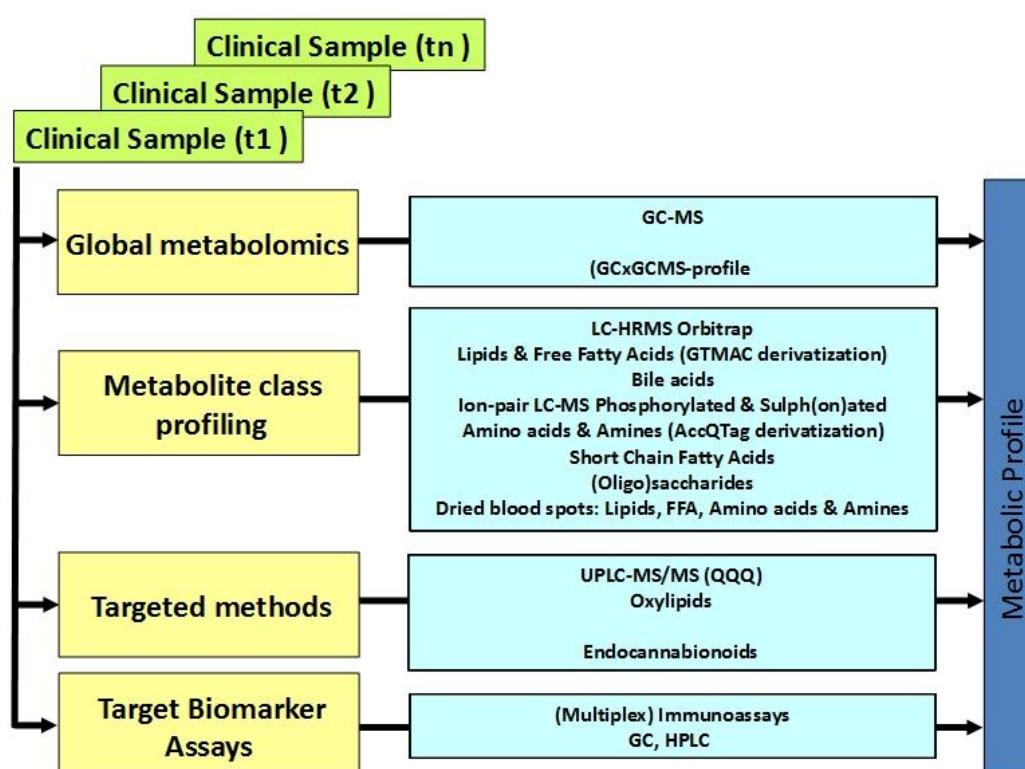 Clinical Sample (tn )
Clinical Sample (t2 )
Clinical Sample (t1 )
Global metabolomics
GC-MS
(GCxGCMS-profile
Metabolite class
profiling
LC-HRMS Orbitrap
Lipids & Free Fatty Acids (GTMAC derivatization)
Bile acids
Ion-pair LC-MS Phosphorylated & Sulph(on)ated
Amino acids & Amines (AccQTag derivatization)
Short Chain Fatty Acids
(Oligo)saccharides
Dried blood spots: Lipids, FFA, Amino acids & Amines
Targeted methods
UPLC-MS/MS (QQQ)
Oxylipids
Endocannabionoids
Target Biomarker
Assays
(Multiplex) Immunoassays
GC, HPLC
Metabolic Profile